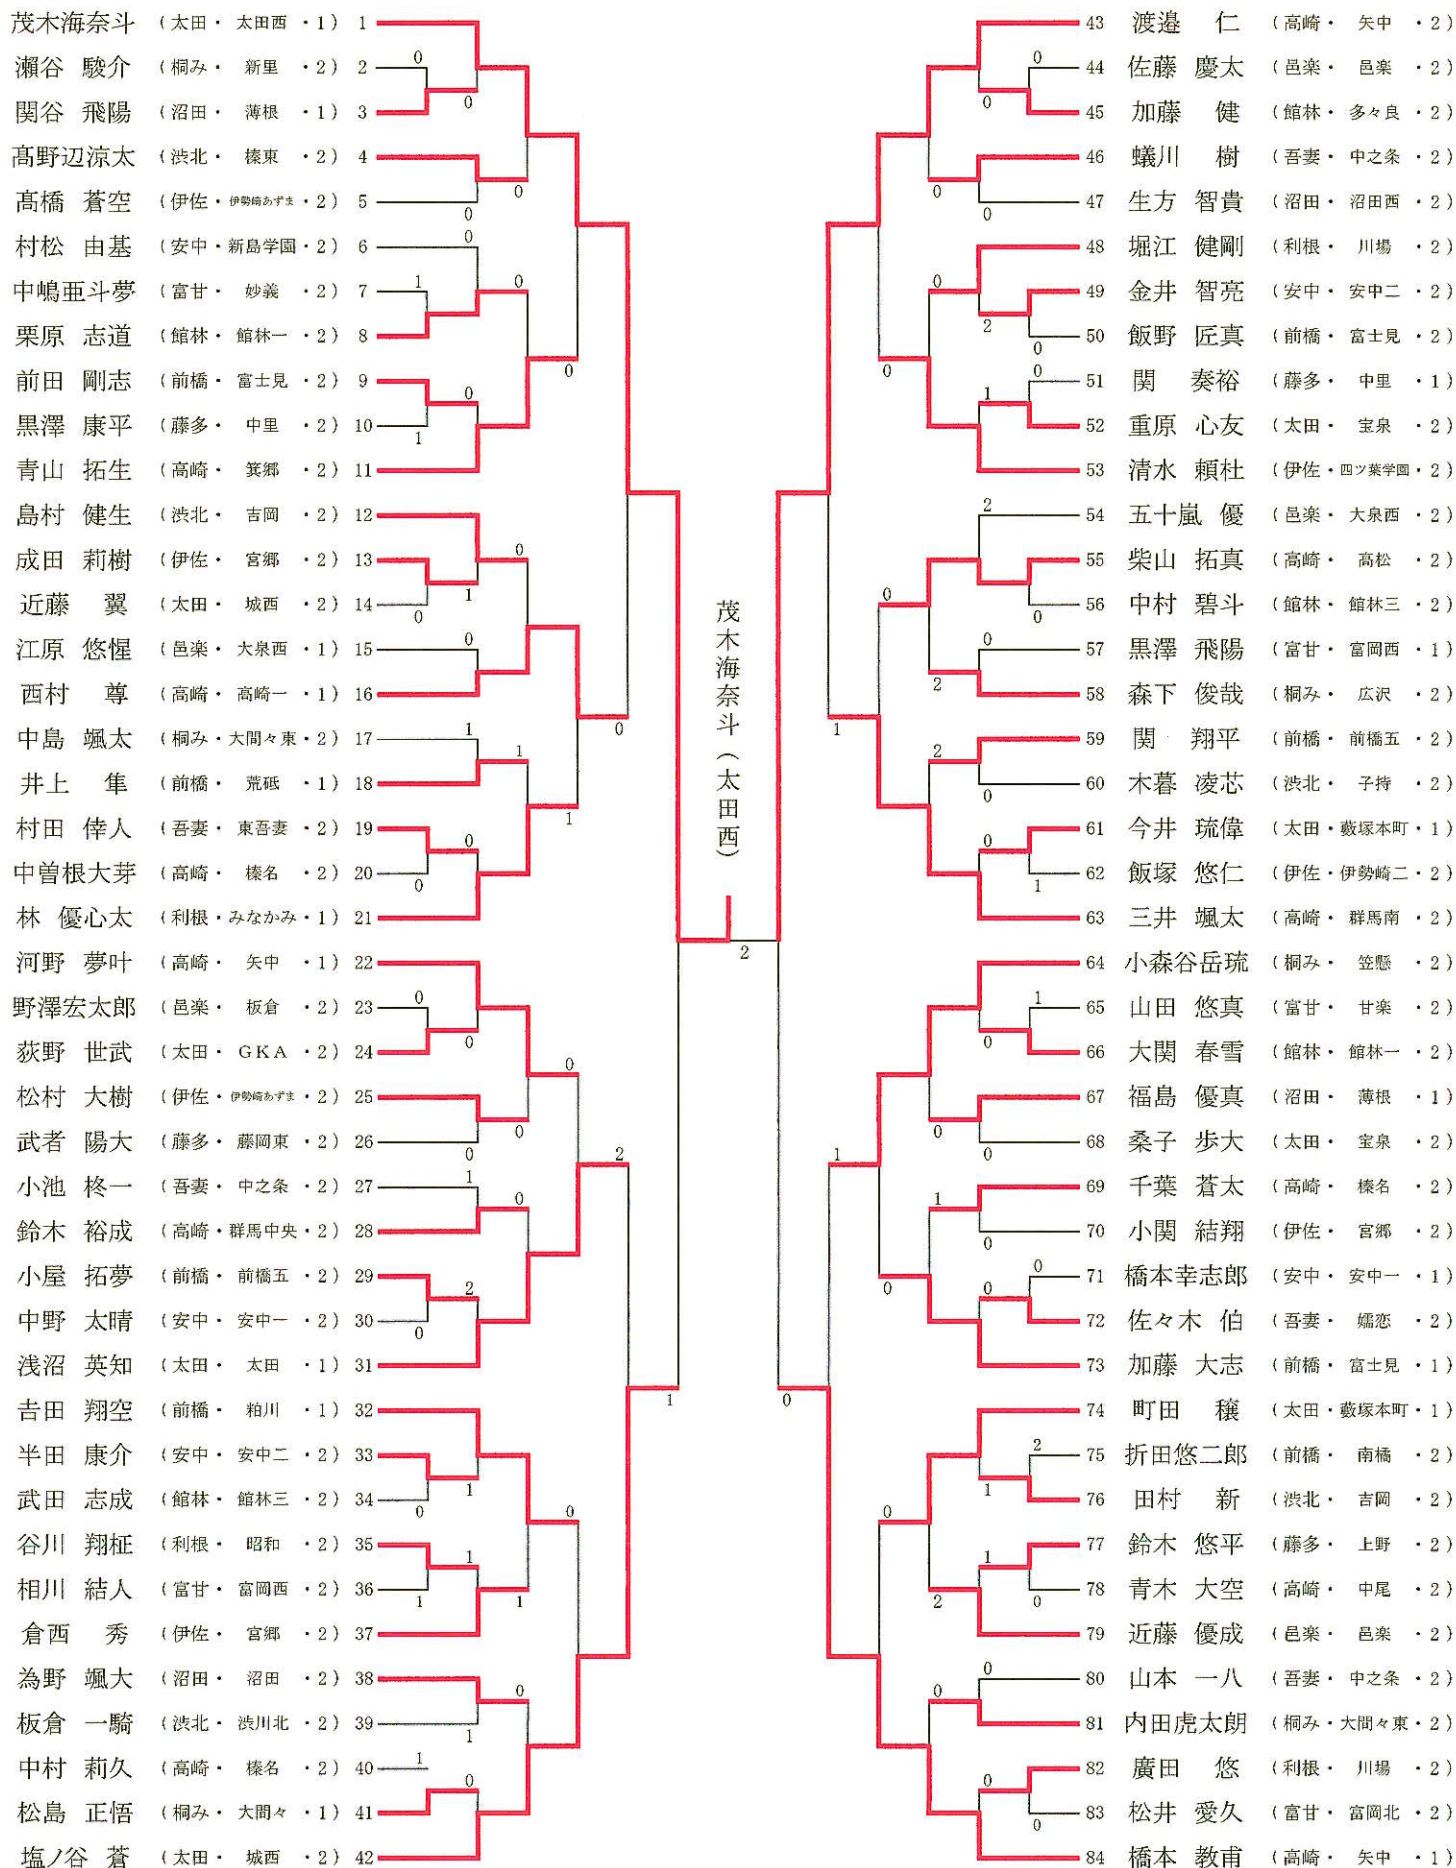 茂木海奈斗 (太田・ 太田西 ・1) 1
瀬谷 駿介 (桐み・ 新里 ・2) 2
関谷 飛陽 (沼田・ 薄根 ・1) 3
髙野辺涼太 (渋北・ 榛東 ・2) 4
髙橋 蒼空 (伊佐・伊勢崎あずま・2) 5
村松 由基 (安中・新島学園・2) 6
中嶋亜斗夢 (富甘・ 妙義 ・2) 7
栗原 志道 (館林・ 館林一 ・2) 8
前田 剛志 (前橋・ 富士見 ・2) 9
黒澤 康平 (藤多・ 中里 ・2) 10
青山 拓生 (高崎・ 箕郷 ・2) 11
島村 健生 (渋北・ 吉岡 ・2) 12
成田 莉樹 (伊佐・ 宮郷 ・2) 13
近藤 翼 (太田・ 城西 ・2) 14
江原 悠惺 (邑楽・ 大泉西 ・1) 15
西村 尊 (高崎・ 高崎一 ・1) 16
中島 颯太 (桐み・大間々東・2) 17
井上 隼 (前橋・ 荒砥 ・1) 18
村田 倖人 (吾妻・ 東吾妻 ・2) 19
中曽根大芽 (高崎・ 榛名 ・2) 20
林 優心太 (利根・みなかみ・1) 21
河野 夢叶 (高崎・ 矢中 ・1) 22
野澤宏太郎 (邑楽・ 板倉 ・2) 23
荻野 世武 (太田・ GKA ・2) 24
松村 大樹 (伊佐・伊勢崎あずま・2) 25
武者 陽大 (藤多・ 藤岡東 ・2) 26
小池 柊一 (吾妻・ 中之条 ・2) 27
鈴木 裕成 (高崎・群馬中央・2) 28
小屋 拓夢 (前橋・ 前橋五 ・2) 29
中野 太晴 (安中・ 安中一 ・2) 30
浅沼 英知 (太田・ 太田 ・1) 31
吉田 翔空 (前橋・ 粕川 ・1) 32
半田 康介 (安中・ 安中二 ・2) 33
武田 志成 (館林・ 館林三 ・2) 34
谷川 翔柾 (利根・ 昭和 ・2) 35
相川 結人 (富甘・ 富岡西 ・2) 36
倉西 秀 (伊佐・ 宮郷 ・2) 37
為野 颯大 (沼田・ 沼田 ・2) 38
板倉 一騎 (渋北・ 渋川北 ・2) 39
中村 莉久 (高崎・ 榛名 ・2) 40
松島 正悟 (桐み・ 大間々 ・1) 41
塩ノ谷 蒼 (太田・ 城西 ・2) 42
茂木海奈斗(太田西)
2
43 渡邉 仁 (高崎・ 矢中 ・2)
44 佐藤 慶太 (邑楽・ 邑楽 ・2)
45 加藤 健 (館林・ 多々良 ・2)
46 蟻川 樹 (吾妻・ 中之条 ・2)
47 生方 智貴 (沼田・ 沼田西 ・2)
48 堀江 健剛 (利根・ 川場 ・2)
49 金井 智亮 (安中・ 安中二 ・2)
50 飯野 匠真 (前橋・ 富士見 ・2)
51 関 奏裕 (藤多・ 中里 ・1)
52 重原 心友 (太田・ 宝泉 ・2)
53 清水 頼杜 (伊佐・四ツ葉学園・2)
54 五十嵐 優 (邑楽・ 大泉西 ・2)
55 柴山 拓真 (高崎・ 高松 ・2)
56 中村 碧斗 (館林・ 館林三 ・2)
57 黒澤 飛陽 (富甘・ 富岡西 ・1)
58 森下 俊哉 (桐み・ 広沢 ・2)
59 関 翔平 (前橋・ 前橋五 ・2)
60 木暮 凌芯 (渋北・ 子持 ・2)
61 今井 琉偉 (太田・藪塚本町・1)
62 飯塚 悠仁 (伊佐・伊勢崎二・2)
63 三井 颯太 (高崎・ 群馬南 ・2)
64 小森谷岳琉 (桐み・ 笠懸 ・2)
65 山田 悠真 (富甘・ 甘楽 ・2)
66 大関 春雪 (館林・ 館林一 ・2)
67 福島 優真 (沼田・ 薄根 ・1)
68 桑子 歩大 (太田・ 宝泉 ・2)
69 千葉 蒼太 (高崎・ 榛名 ・2)
70 小関 結翔 (伊佐・ 宮郷 ・2)
71 橋本幸志郎 (安中・ 安中一 ・1)
72 佐々木 伯 (吾妻・ 嬬恋 ・2)
73 加藤 大志 (前橋・ 富士見 ・1)
74 町田 穣 (太田・藪塚本町・1)
75 折田悠二郎 (前橋・ 南橘 ・2)
76 田村 新 (渋北・ 吉岡 ・2)
77 鈴木 悠平 (藤多・ 上野 ・2)
78 青木 大空 (高崎・ 中尾 ・2)
79 近藤 優成 (邑楽・ 邑楽 ・2)
80 山本 一八 (吾妻・ 中之条 ・2)
81 内田虎太朗 (桐み・大間々東・2)
82 廣田 悠 (利根・ 川場 ・2)
83 松井 愛久 (富甘・ 富岡北 ・2)
84 橋本 教甫 (高崎・ 矢中 ・1)